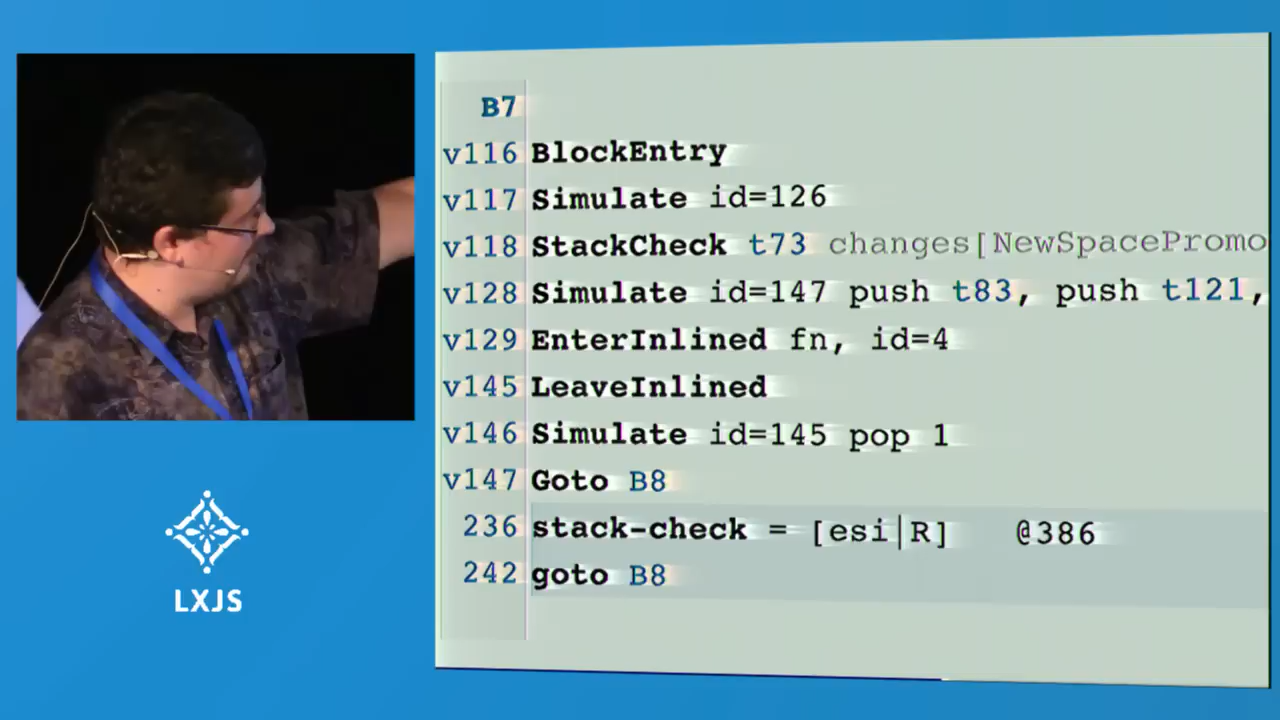 B7
v116 BlockEntry
v117 Simulate id=126
v118 StackCheck t73 changes[NewSpacePromo
v128 Simulate id=147 push t83, push t121,
v129 EnterInlined fn, id=4
v145 LeaveInlined
v146 Simulate id=145 pop 1
v147 Goto B8
236 stack-check = [esi|R] @386
242 goto B8
LXJS